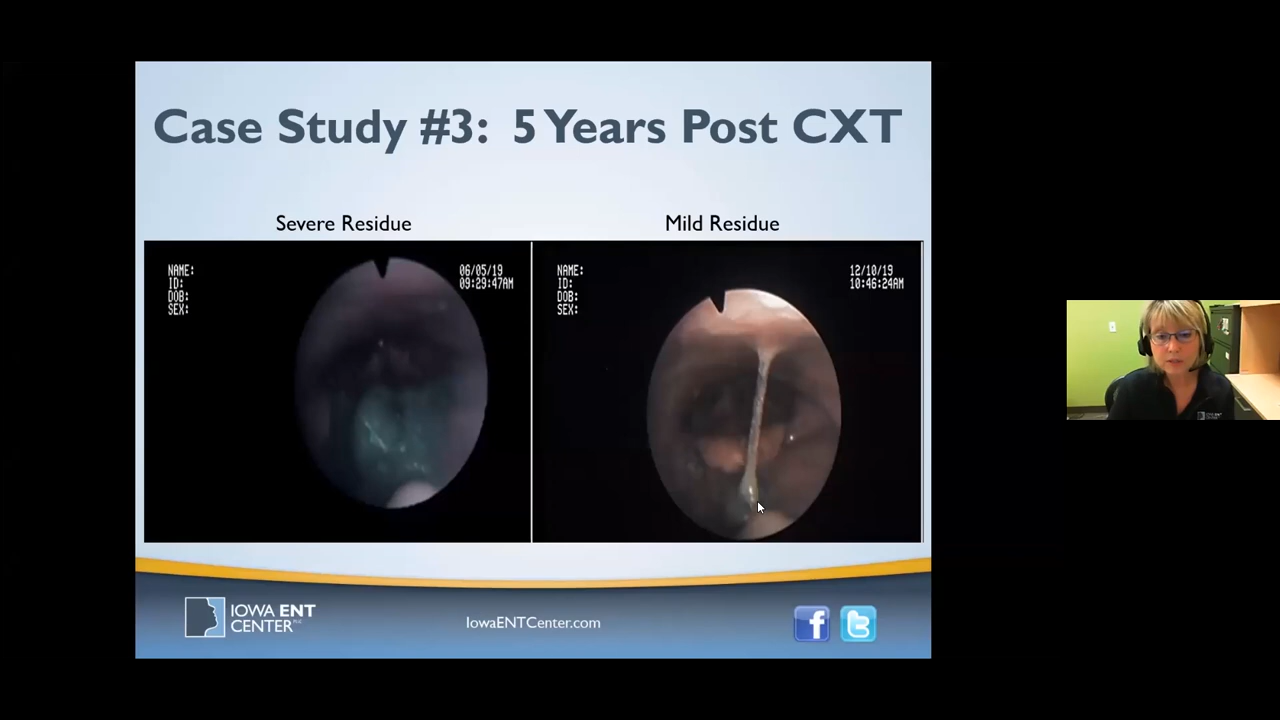 Case Study #3: 5 Years Post CXT
Severe Residue
Mild Residue
NAME:
ID:
DOB:
SEX:
06/05/19
09:29:47AM
NAME:
ID:
DOB:
SEX:
12/10/19
10:46:24AM
IOWA ENT
CENTER PLC
IowaENTCenter.com